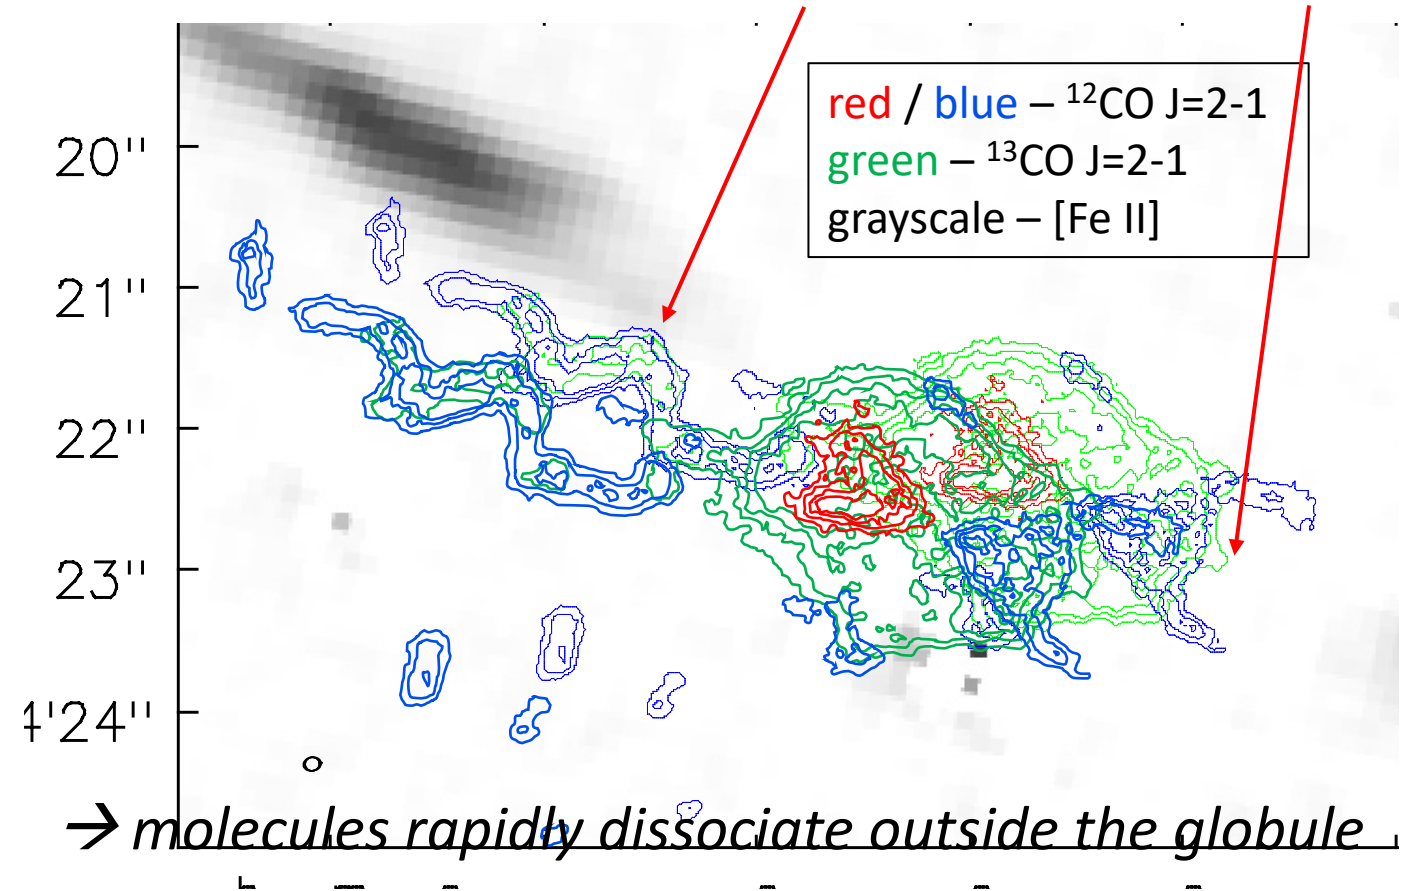 red / blue – ¹²CO J=2-1
green – ¹³CO J=2-1
grayscale – [Fe II]
20"
21"
22"
23"
1'24"
→ molecules rapidly dissociate outside the globule